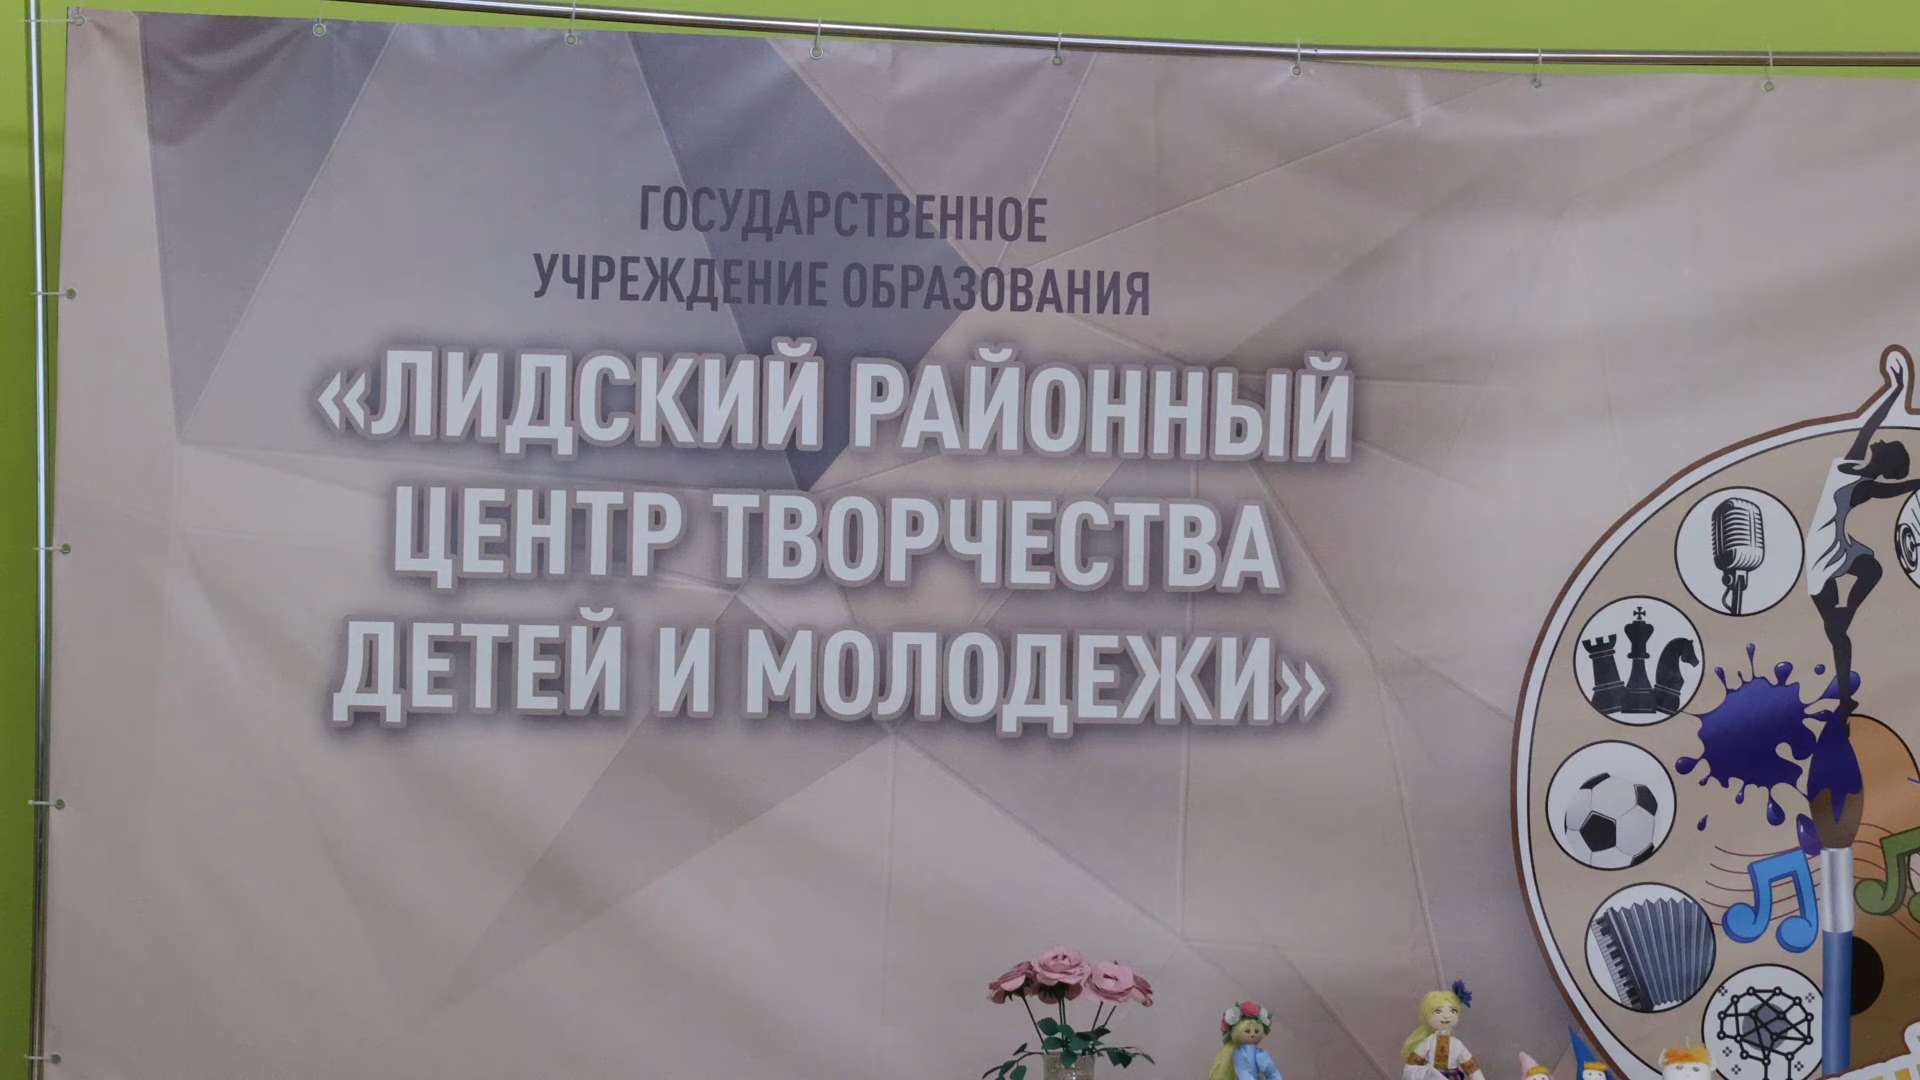 ГОСУДАРСТВЕННОЕ
УЧРЕЖДЕНИЕ ОБРАЗОВАНИЯ
«ЛИДСКИЙ РАЙОННЫЙ
ЦЕНТР ТВОРЧЕСТВА
ДЕТЕЙ И МОЛОДЕЖИ»